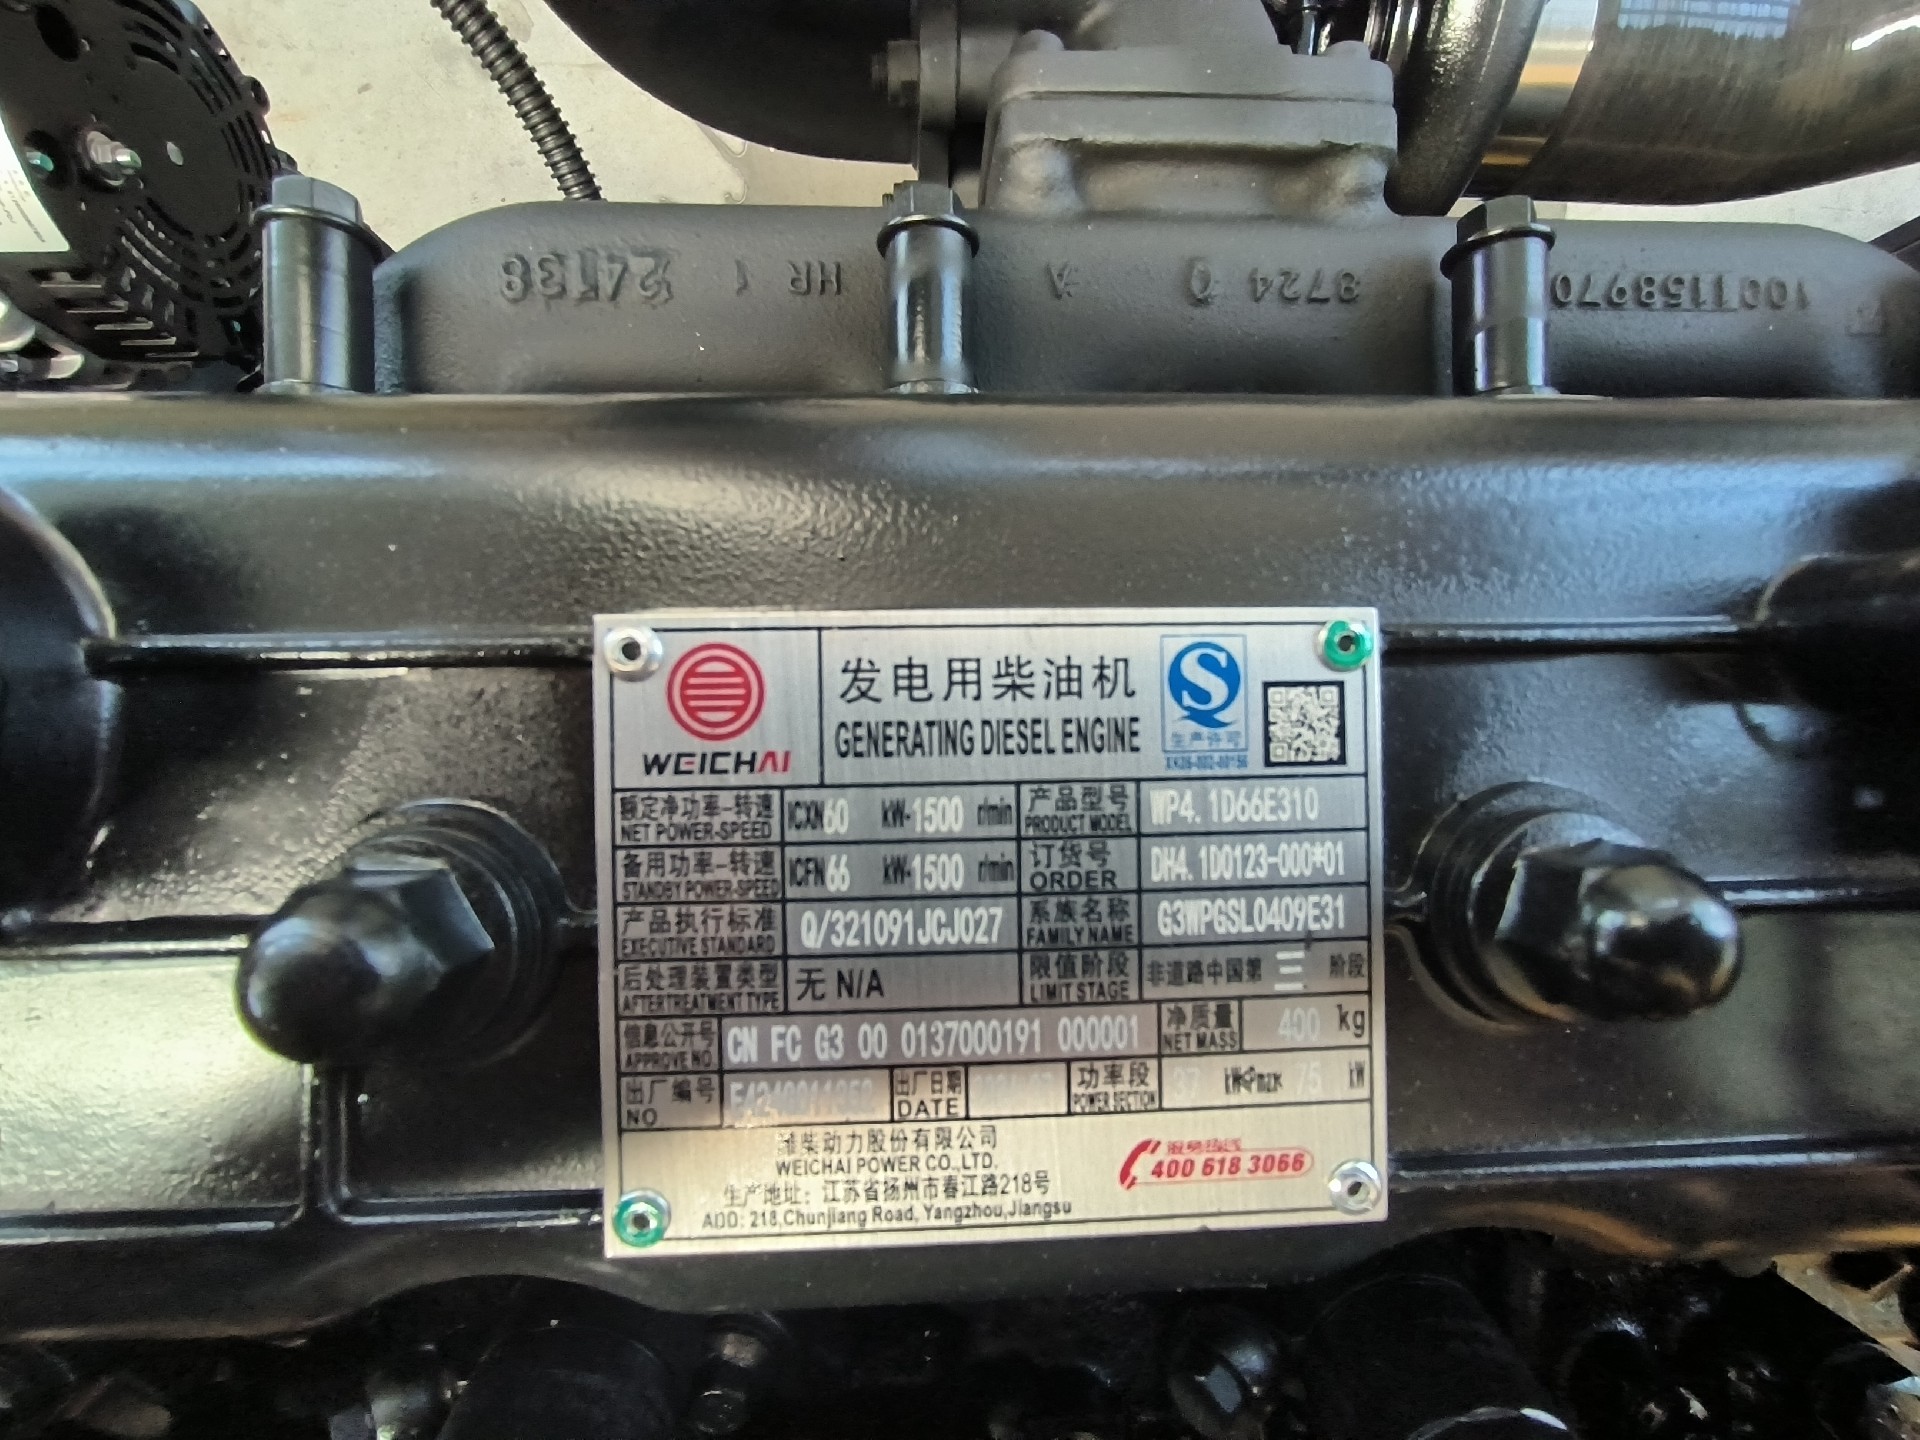 24T38 1 HR A 8724 1001158970
WEICHAI
发电用柴油机
GENERATING DIESEL ENGINE
S
生产许可
XK06-002-00156
额定净功率-转速 ICXN60 kW-1500 r/min 产品型号 WP4.1D66E310
NET POWER-SPEED PRODUCT MODEL
备用功率-转速 ICFN66 kW-1500 r/min 订货号 DH4.1D0123-000*01
STANDBY POWER-SPEED ORDER
产品执行标准 Q/321091JCJ027 系族名称 G3WPGSL0409E31
EXECUTIVE STANDARD FAMILY NAME
后处理装置类型 无 N/A 限值阶段 非道路中国第 三 阶段
AFTERTREATMENT TYPE LIMIT STAGE
信息公开号 CN FC G3 00 0137000191 000001 净质量 400 kg
APPROVE NO. NET MASS
出厂编号 出厂日期 功率段 37 kW≤Pmax< 75 kW
NO DATE POWER SECTION
潍柴动力股份有限公司
WEICHAI POWER CO.,LTD.
服务热线
400 618 3066
生产地址：江苏省扬州市春江路218号
ADD: 218,Chunjiang Road, Yangzhou,Jiangsu